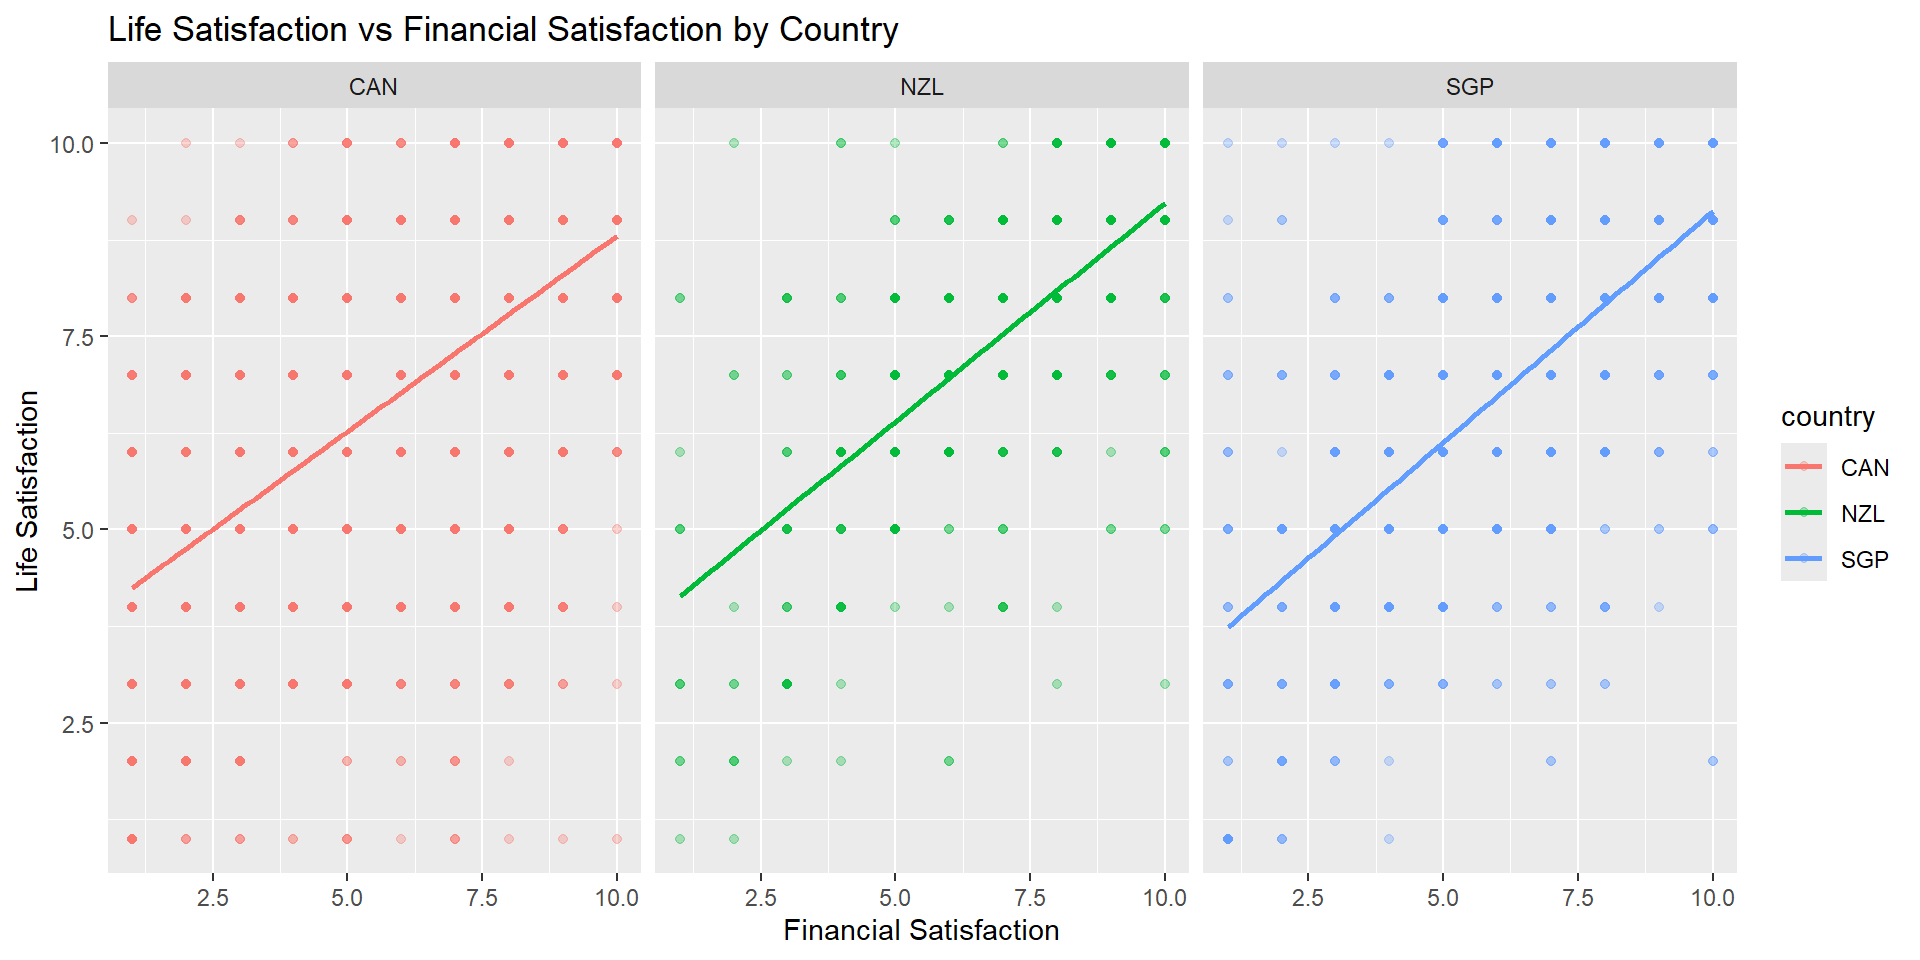 Life Satisfaction vs Financial Satisfaction by Country
CAN NZL SGP
10.0
7.5
5.0
2.5
Life Satisfaction
2.5 5.0 7.5 10.0 2.5 5.0 7.5 10.0 2.5 5.0 7.5 10.0
Financial Satisfaction
country
CAN
NZL
SGP